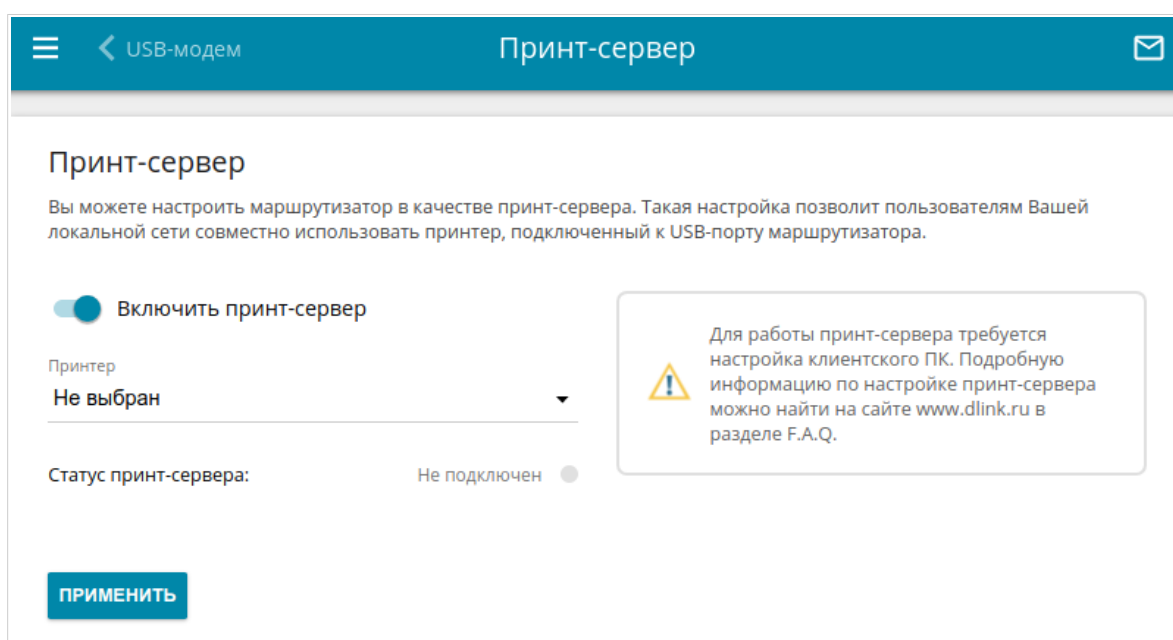 USB-модем
Принт-сервер
Принт-сервер
Вы можете настроить маршрутизатор в качестве принт-сервера. Такая настройка позволит пользователям Вашей
локальной сети совместно использовать принтер, подключенный к USB-порту маршрутизатора.
Включить принт-сервер
Принтер
Не выбран
Статус принт-сервера:
Не подключен
Для работы принт-сервера требуется
настройка клиентского ПК. Подробную
информацию по настройке принт-сервера
можно найти на сайте www.dlink.ru в
разделе F.A.Q.
ПРИМЕНИТЬ